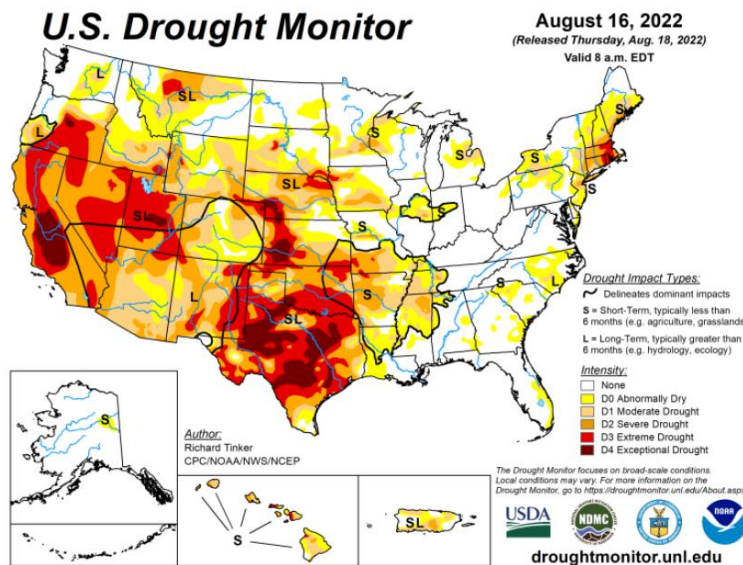 U.S. Drought Monitor
August 16, 2022
(Released Thursday, Aug. 18, 2022)
Valid 8 a.m. EDT
L
SL
L
S
S
S
S
S
SL
SL
L
S
S
L
SL
S
S
L
S
S
SL
Drought Impact Types:
Delineates dominant impacts
S = Short-Term, typically less than
6 months (e.g. agriculture, grasslands
L = Long-Term, typically greater than
6 months (e.g. hydrology, ecology)
Intensity:
None
D0 Abnormally Dry
D1 Moderate Drought
D2 Severe Drought
D3 Extreme Drought
D4 Exceptional Drought
Author:
Richard Tinker
CPC/NOAA/NWS/NCEP
The Drought Monitor focuses on broad-scale conditions.
Local conditions may vary. For more information on the
Drought Monitor, go to https://droughtmonitor.unl.edu/About.asp
USDA
NDMC
NOAA
droughtmonitor.unl.edu